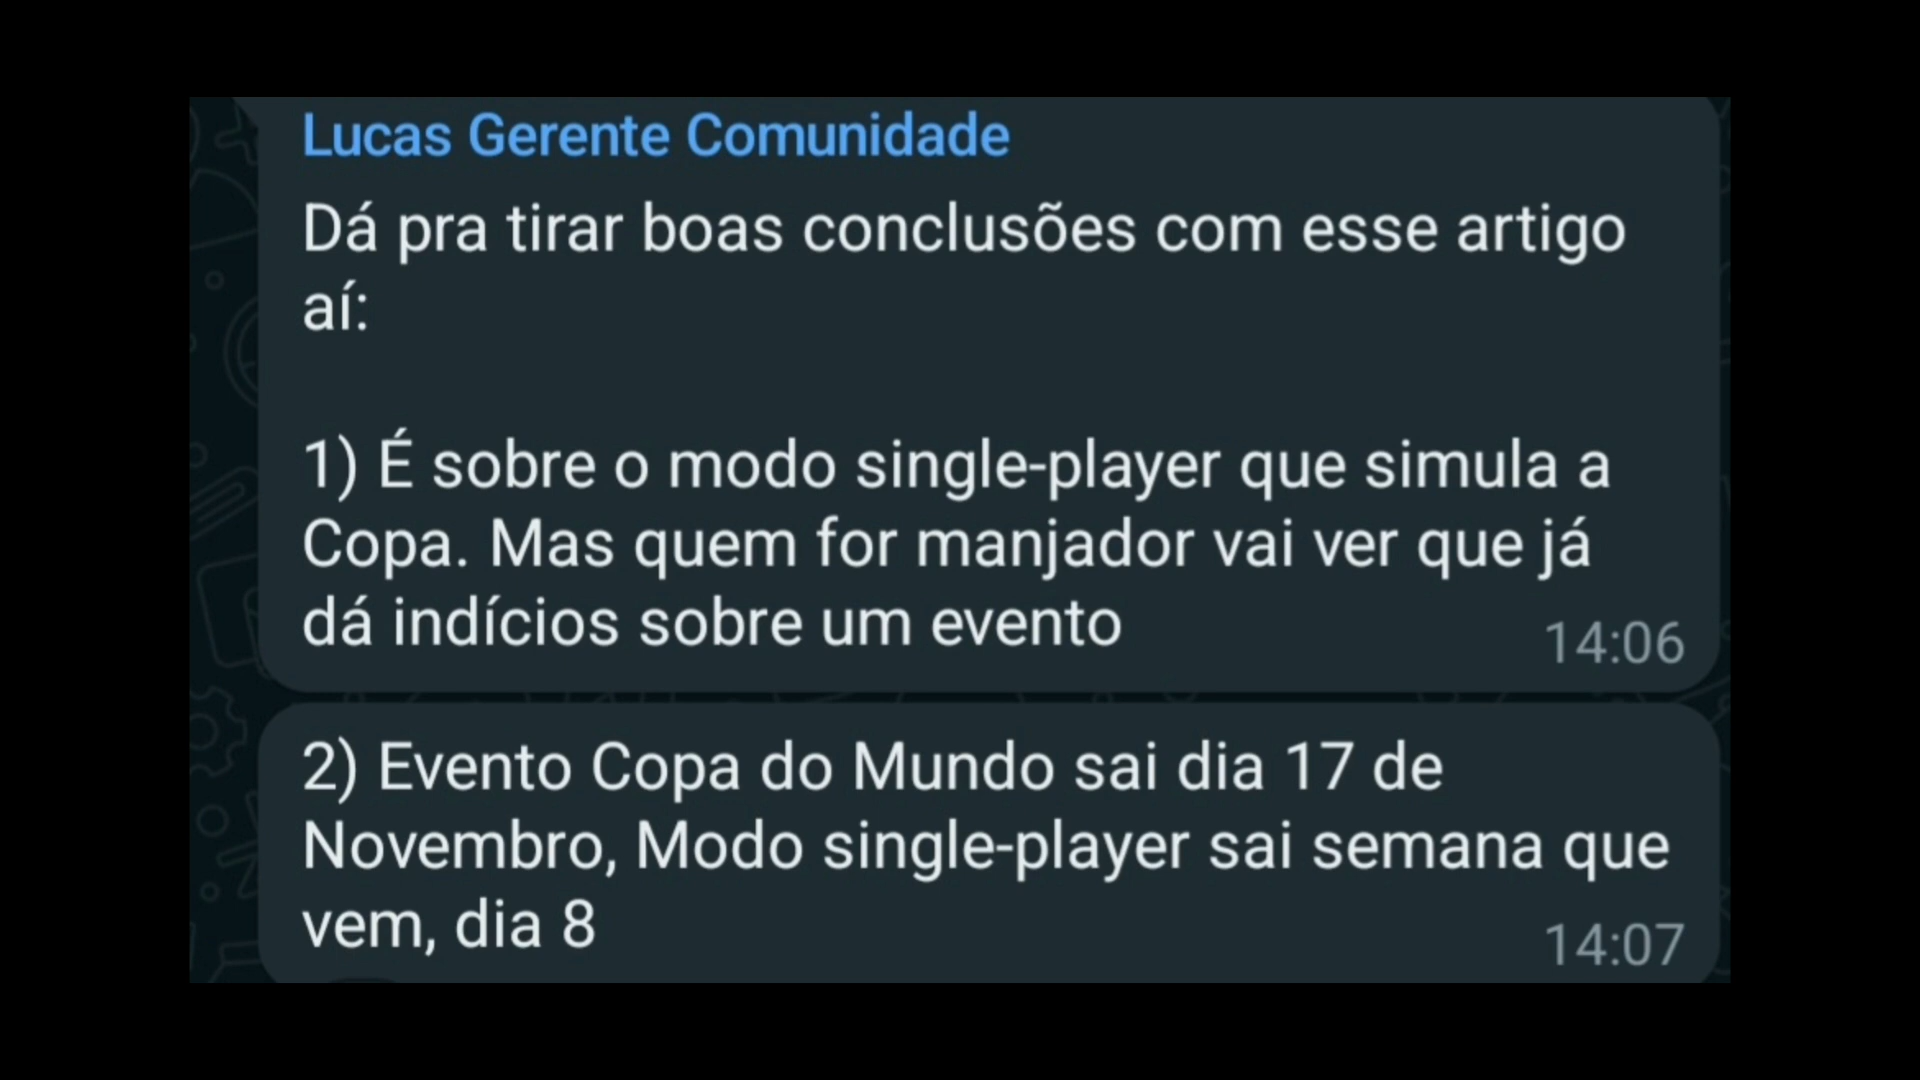 Lucas Gerente Comunidade
Dá pra tirar boas conclusões com esse artigo
aí:
1) É sobre o modo single-player que simula a
Copa. Mas quem for manjador vai ver que já
dá indícios sobre um evento
14:06
2) Evento Copa do Mundo sai dia 17 de
Novembro, Modo single-player sai semana que
vem, dia 8
14:07